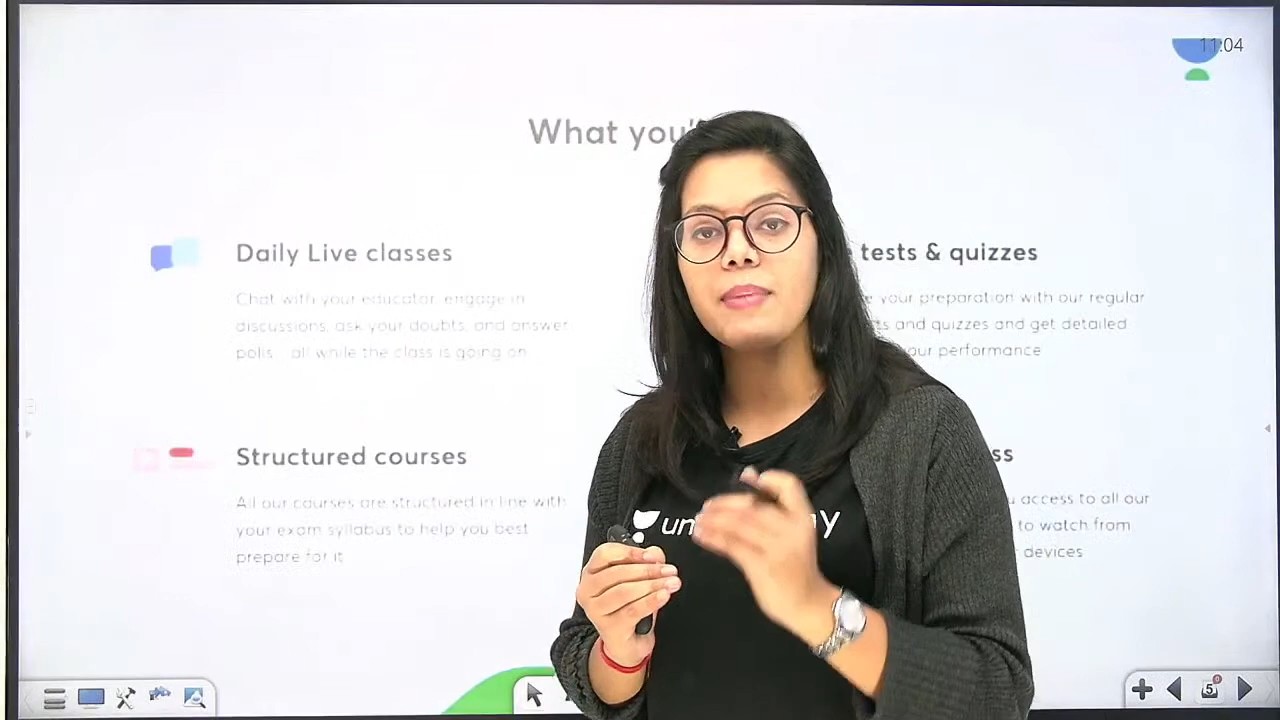 11:04
What you'
Daily Live classes
Chat with your educator, engage in
discussions, ask your doubts, and answer
polls - all while the class is going on
tests & quizzes
your preparation with our regular
and quizzes and get detailed
performance
Structured courses
All our courses are structured in line with
your exam syllabus to help you best
prepare for it
access to all our
to watch from
devices
un
ay
5